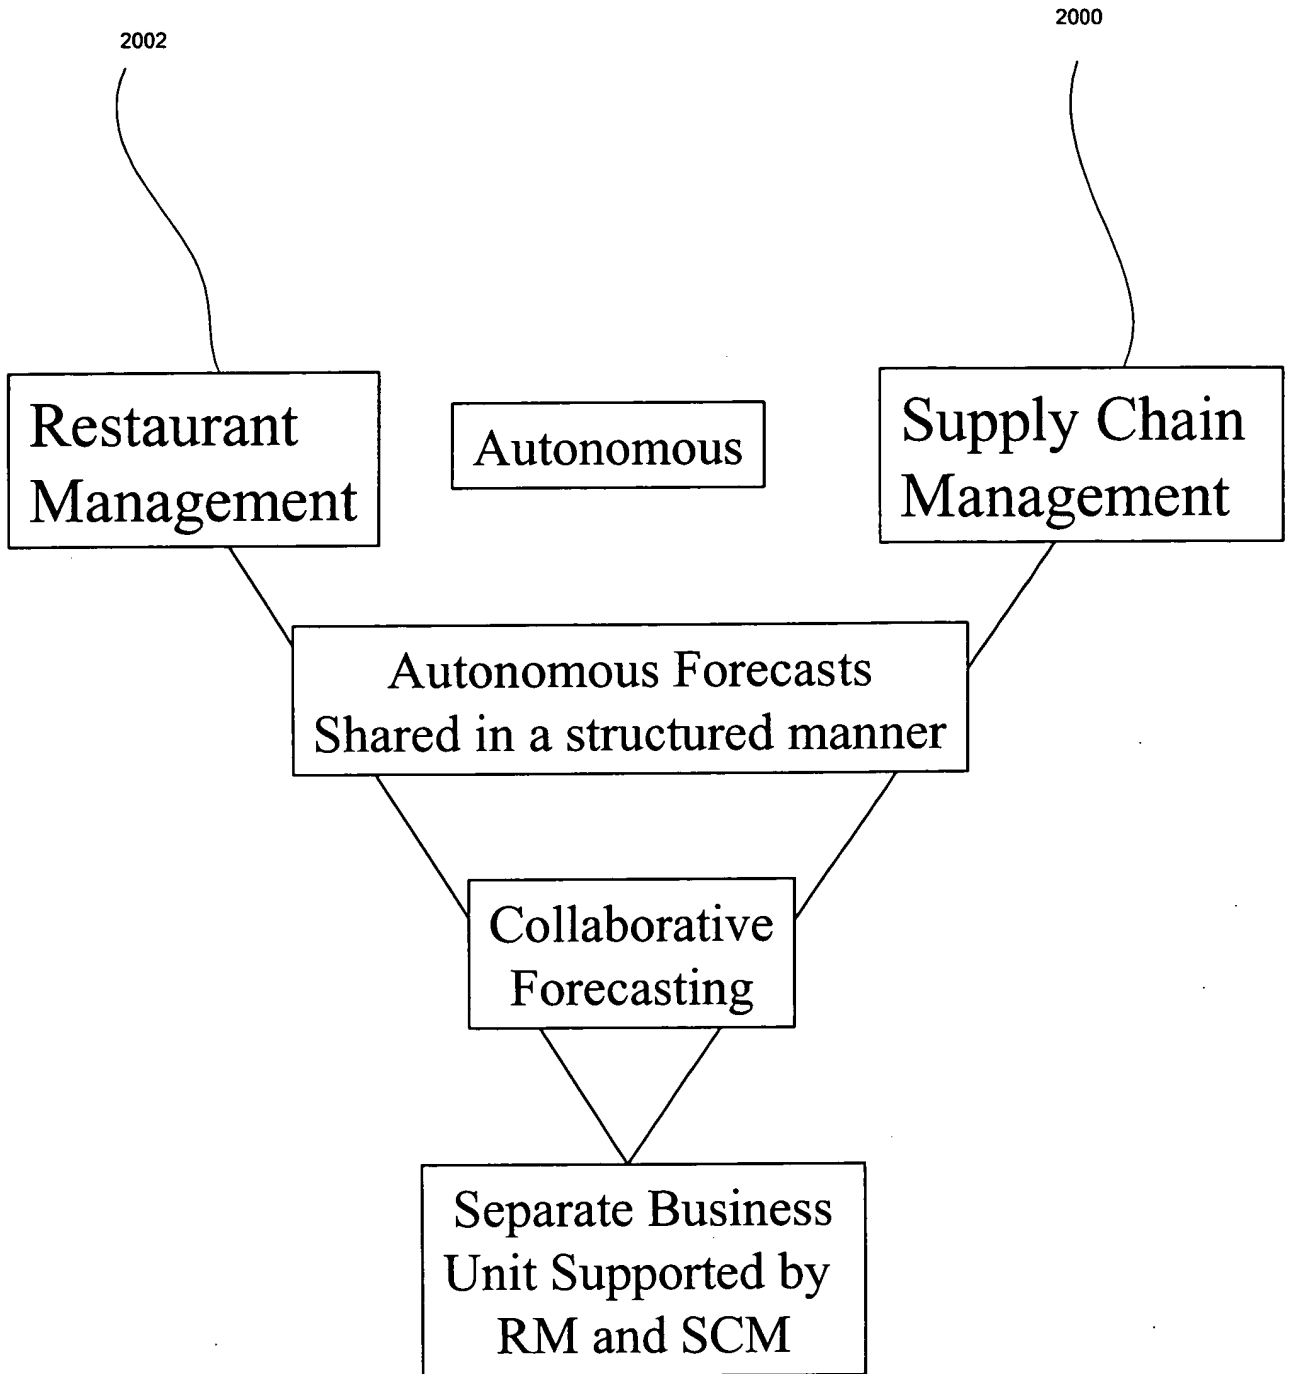 2002
2000
Restaurant
Management
Autonomous
Supply Chain
Management
Autonomous Forecasts
Shared in a structured manner
Collaborative
Forecasting
Separate Business
Unit Supported by
RM and SCM